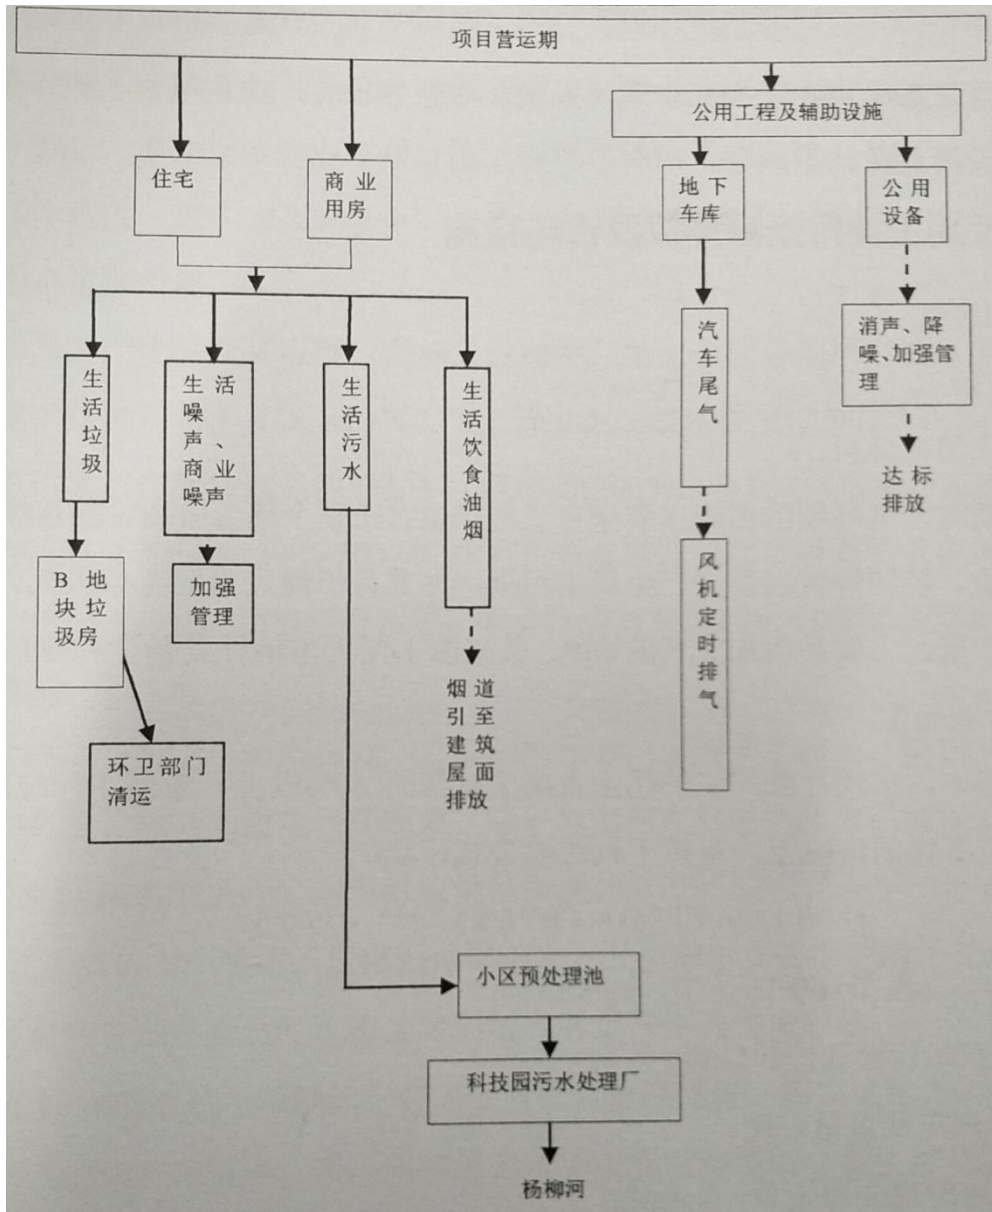 项目营运期
公用工程及辅助设施
住宅
商业
用房
地下
车库
公用
设备
生
活
垃
圾
生活
噪
声、
商业
噪声
生
活
污
水
生
活
饮
食
油
烟
汽
车
尾
气
消声、降
噪、加强管
理
达标
排放
B地
块垃
圾房
加强
管理
风
机
定
时
排
气
烟道
引至
建筑
屋面
排放
环卫部门
清运
小区预处理池
科技园污水处理厂
杨柳河